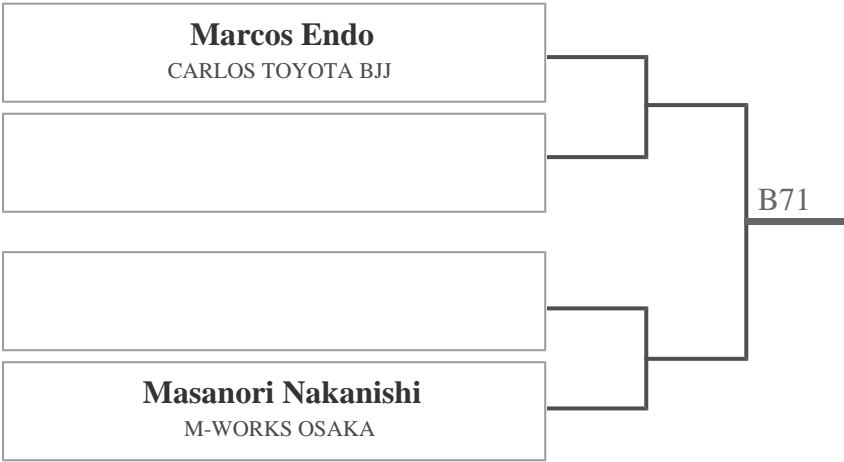 Marcos Endo
CARLOS TOYOTA BJJ
B71
Masanori Nakanishi
M-WORKS OSAKA